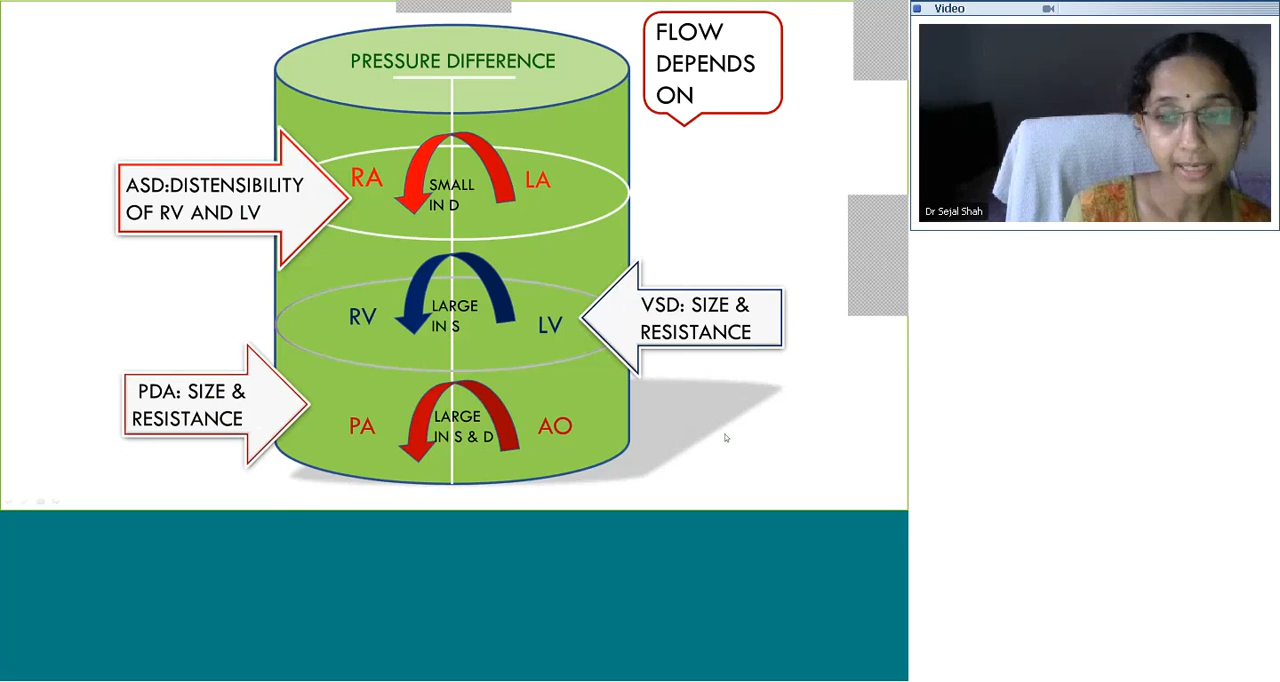 FLOW
DEPENDS
ON
PRESSURE DIFFERENCE
ASD:DISTENSIBILITY
OF RV AND LV
RA
SMALL
IN D
LA
RV
LARGE
IN S
LV
VSD: SIZE &
RESISTANCE
PDA: SIZE &
RESISTANCE
PA
LARGE
IN S & D
AO
Video
Dr Sejal Shah